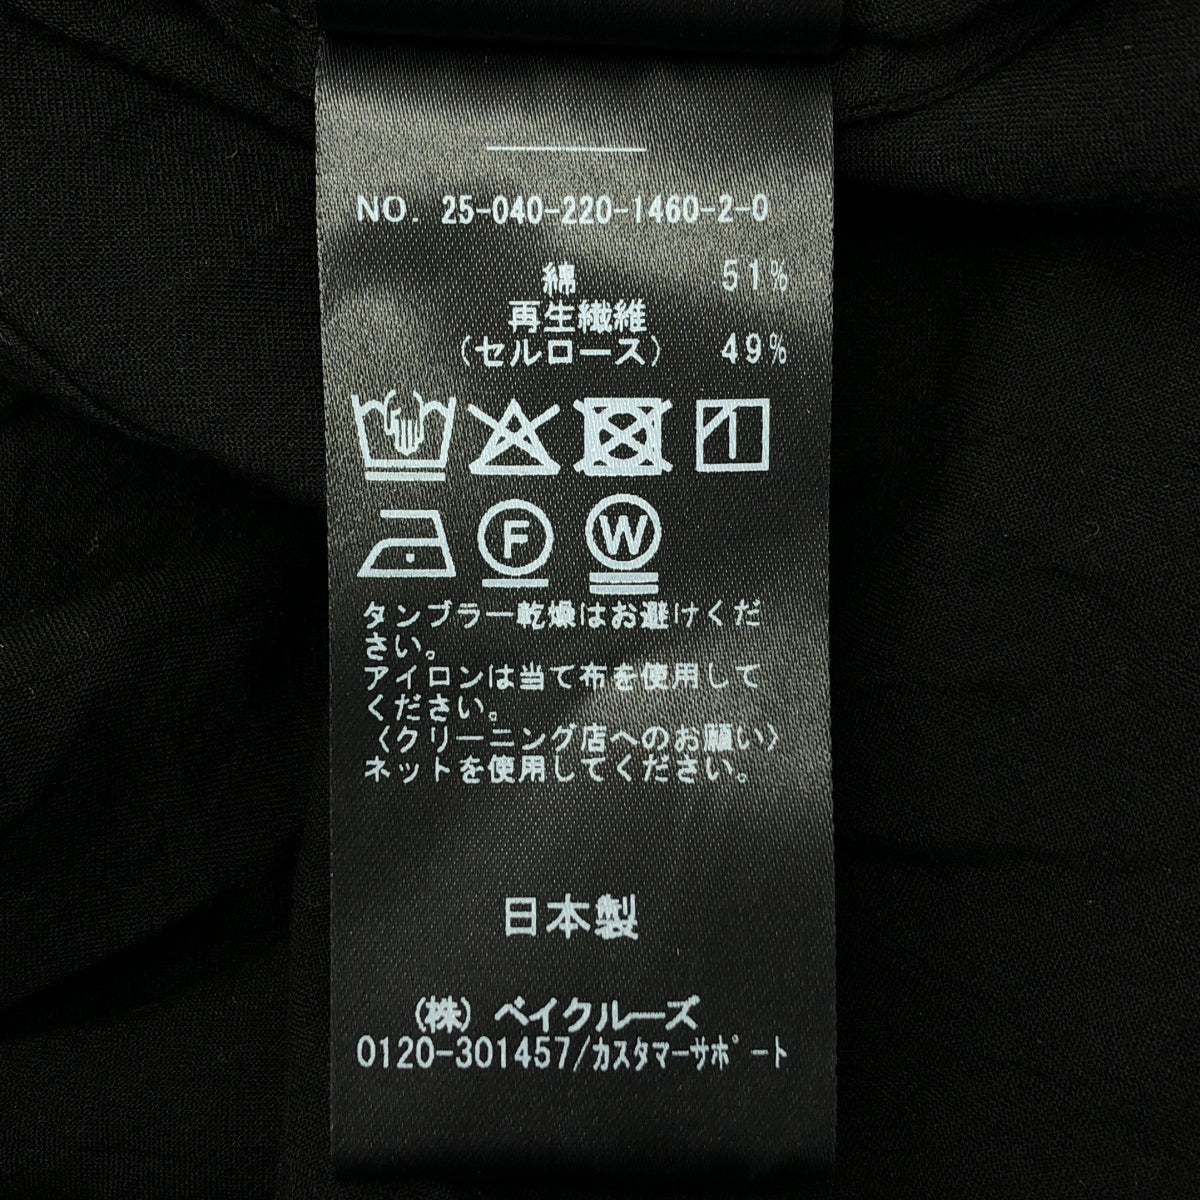 NO. 25-040-220-1460-2-0
綿 51%
再生繊維
(セルロース) 49%
F W
タンブラー乾燥はお避けくだ
さい。
アイロンは当て布を使用して
ください。
〈クリーニング店へのお願い〉
ネットを使用してください。
日本製
(株) ベイクルーズ
0120-301457/カスタマーサポート